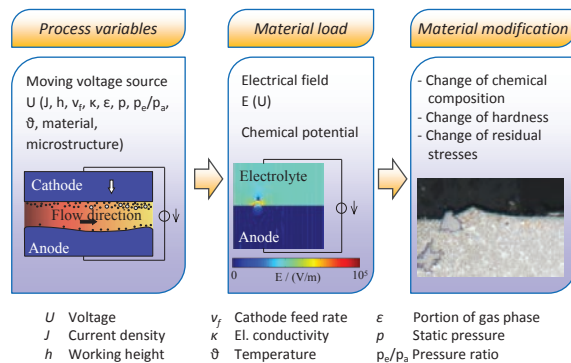 Process variables
Moving voltage source
U (J, h, v_f, κ, ε, p, p_e/p_a,
ϑ, material,
microstructure)
Cathode
Flow direction
Anode
Material load
Electrical field
E (U)
Chemical potential
Electrolyte
Anode
0 10⁵
E / (V/m)
Material modification
- Change of chemical
composition
- Change of hardness
- Change of residual
stresses
U Voltage v_f Cathode feed rate ε Portion of gas phase
J Current density κ El. conductivity p Static pressure
h Working height ϑ Temperature p_e/p_a Pressure ratio